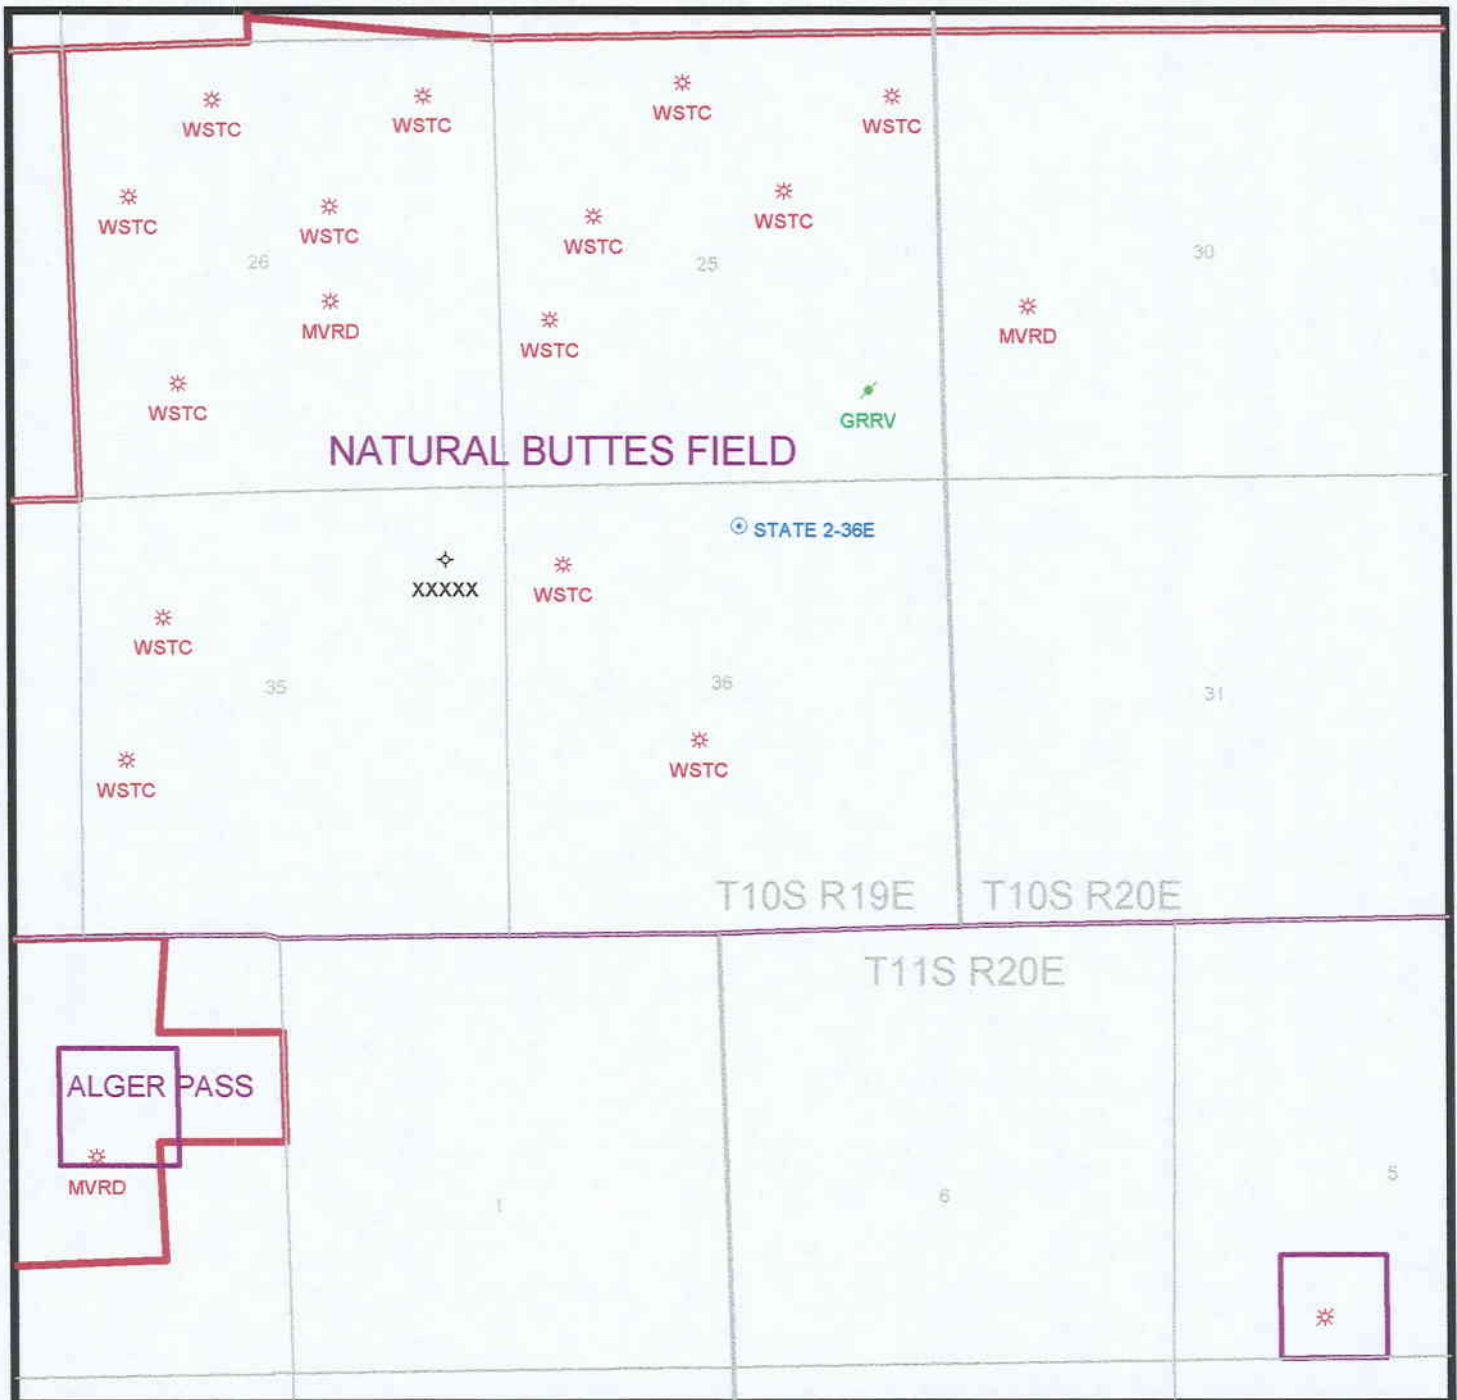 WSTC
WSTC
WSTC
WSTC
WSTC
WSTC
WSTC
WSTC
26
25
30
MVRD
WSTC
MVRD
WSTC
GRRV
NATURAL BUTTES FIELD
STATE 2-36E
XXXXX
WSTC
WSTC
35
36
31
WSTC
WSTC
T10S R19E
T10S R20E
T11S R20E
ALGER PASS
MVRD
1
6
5